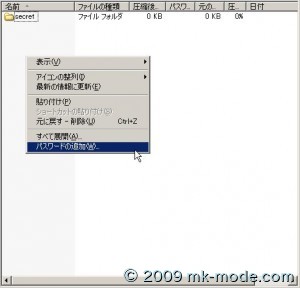 名前 ファイルの種類 圧縮後... パスワ... 元の... 圧... 日付
secret ファイル フォルダ 0 KB 0 KB 0%
表示(V)
アイコンの整列(I)
最新の情報に更新(E)
貼り付け(P)
ショートカットの貼り付け(S)
元に戻す - 削除(U) Ctrl+Z
すべて展開(A)...
パスワードの追加(W)...
© 2009 mk-mode.com